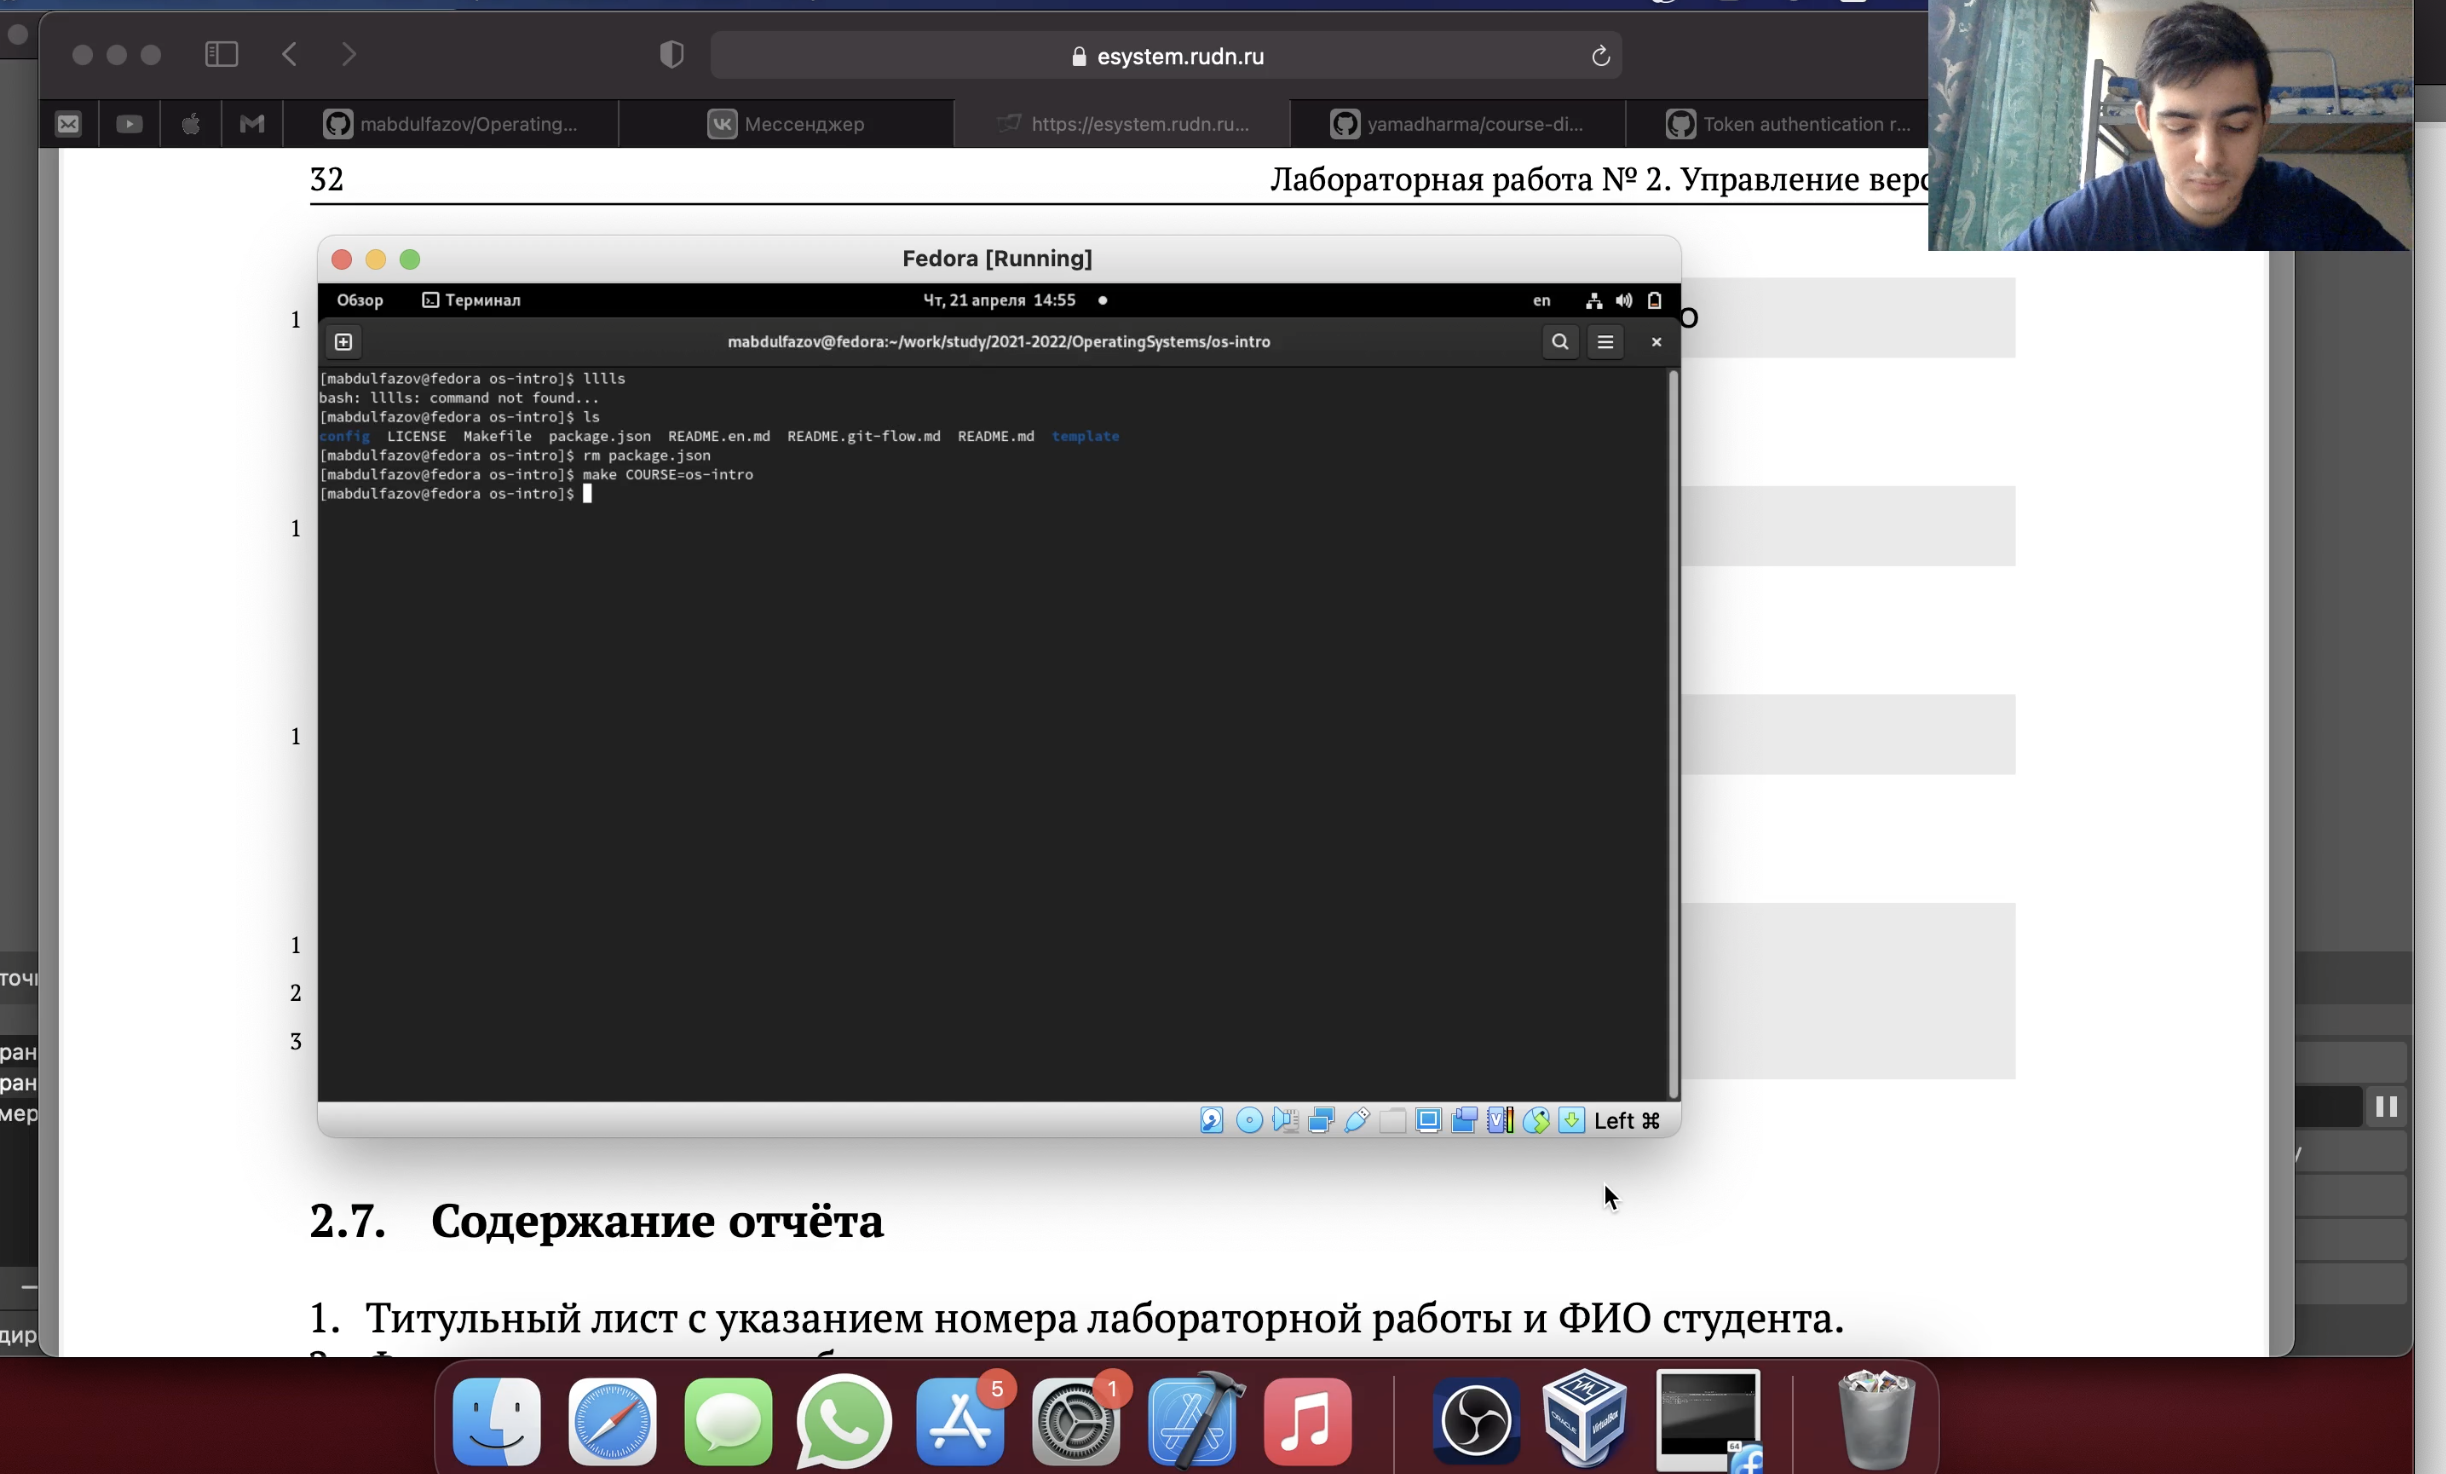 esystem.rudn.ru
mabdulfazov/Operating...
Мессенджер
https://esystem.rudn.ru...
yamadharma/course-di...
Token authentication r...
32
Лабораторная работа № 2. Управление верс
Fedora [Running]
Обзор
Терминал
Чт, 21 апреля 14:55
en
mabdulfazov@fedora:~/work/study/2021-2022/OperatingSystems/os-intro
[mabdulfazov@fedora os-intro]$ lllls
bash: lllls: command not found...
[mabdulfazov@fedora os-intro]$ ls
config LICENSE Makefile package.json README.en.md README.git-flow.md README.md template
[mabdulfazov@fedora os-intro]$ rm package.json
[mabdulfazov@fedora os-intro]$ make COURSE=os-intro
[mabdulfazov@fedora os-intro]$
1
о
1
1
1
2
3
точ
ран
ран
мер
Left ⌘
2.7. Содержание отчёта
1. Титульный лист с указанием номера лабораторной работы и ФИО студента.
дир
5
1
64